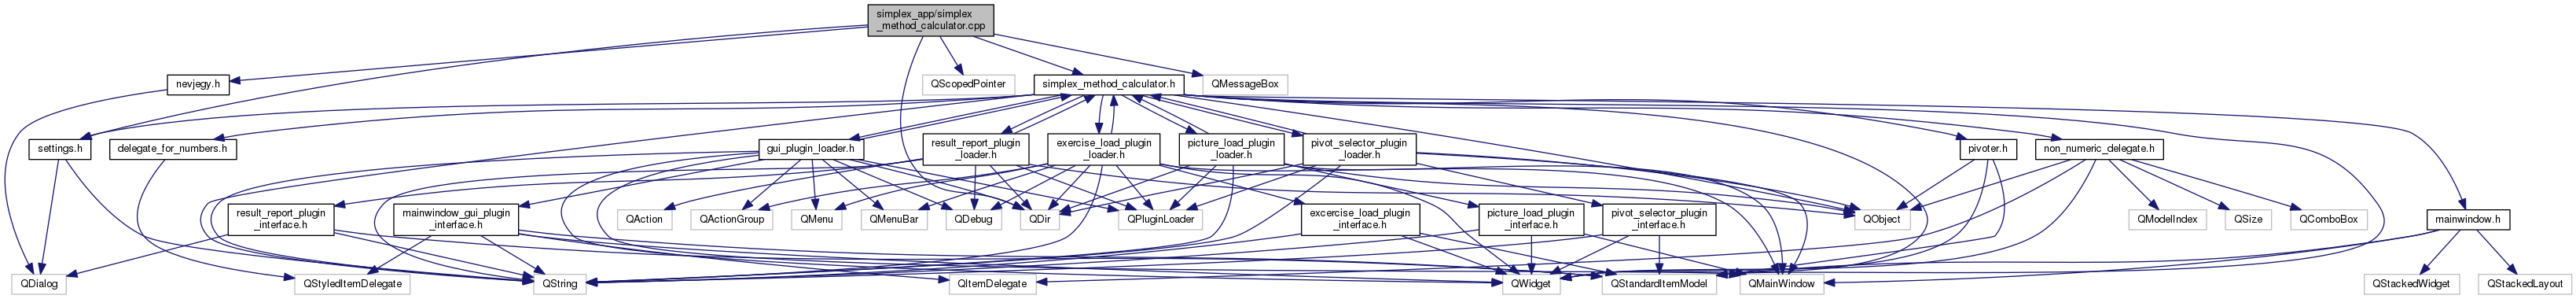 simplex_app/simplex
_method_calculator.cpp
nevjegy.h
QScopedPointer
simplex_method_calculator.h
QMessageBox
settings.h
delegate_for_numbers.h
gui_plugin_loader.h
result_report_plugin
_loader.h
exercise_load_plugin
_loader.h
picture_load_plugin
_loader.h
pivot_selector_plugin
_loader.h
pivoter.h
non_numeric_delegate.h
result_report_plugin
_interface.h
mainwindow_gui_plugin
_interface.h
QAction
QActionGroup
QMenu
QMenuBar
QDebug
QDir
QPluginLoader
excercise_load_plugin
_interface.h
picture_load_plugin
_interface.h
pivot_selector_plugin
_interface.h
QObject
QModelIndex
QSize
QComboBox
mainwindow.h
QDialog
QStyledItemDelegate
QString
QItemDelegate
QWidget
QStandardItemModel
QMainWindow
QStackedWidget
QStackedLayout